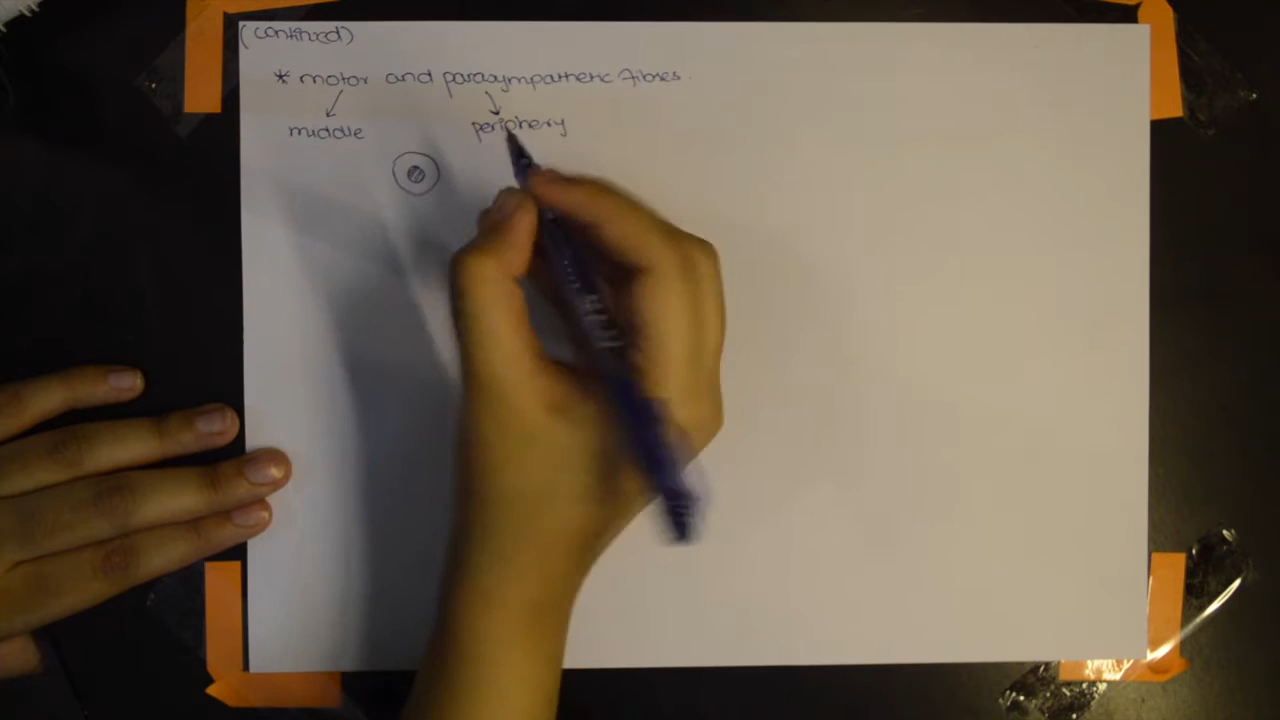 (continued)
* motor and parasympathetic fibres.
middle periphery